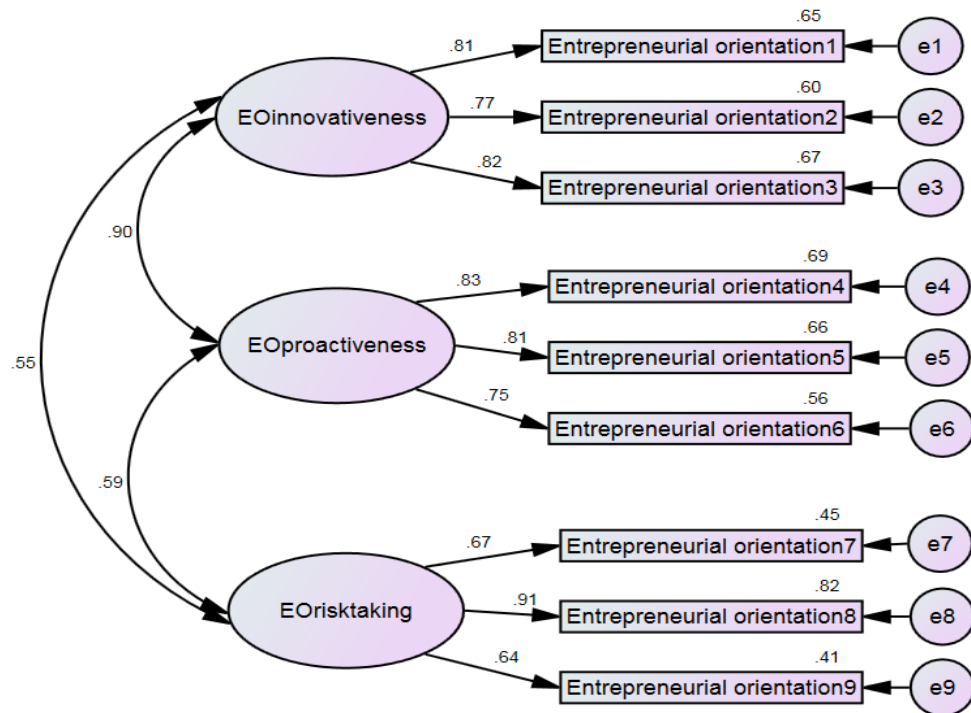 .65
.81
Entrepreneurial orientation1
e1
EOinnovativeness
.77
.60
Entrepreneurial orientation2
e2
.82
.67
Entrepreneurial orientation3
e3
.90
.69
.83
Entrepreneurial orientation4
e4
EOproactiveness
.81
.66
Entrepreneurial orientation5
e5
.55
.75
.56
Entrepreneurial orientation6
e6
.59
.45
.67
Entrepreneurial orientation7
e7
EOrisktaking
.91
.82
Entrepreneurial orientation8
e8
.64
.41
Entrepreneurial orientation9
e9